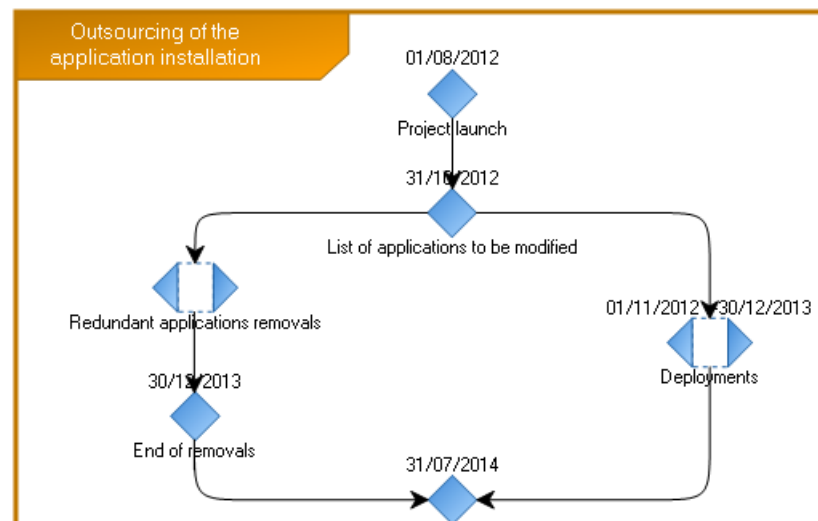 Outsourcing of the
application installation
01/08/2012
Project launch
31/10/2012
List of applications to be modified
Redundant applications removals
01/11/2012 30/12/2013
Deployments
30/12/2013
End of removals
31/07/2014